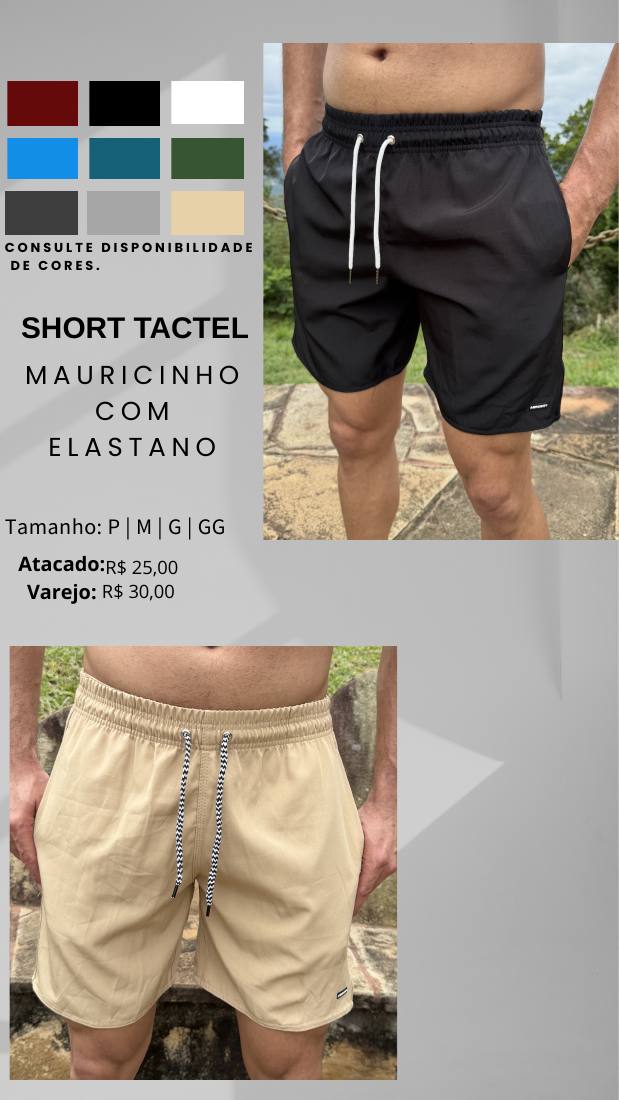 CONSULTE DISPONIBILIDADE
DE CORES.
SHORT TACTEL
MAURICINHO
COM
ELASTANO
Tamanho: P | M | G | GG
Atacado: R$ 25,00
Varejo: R$ 30,00